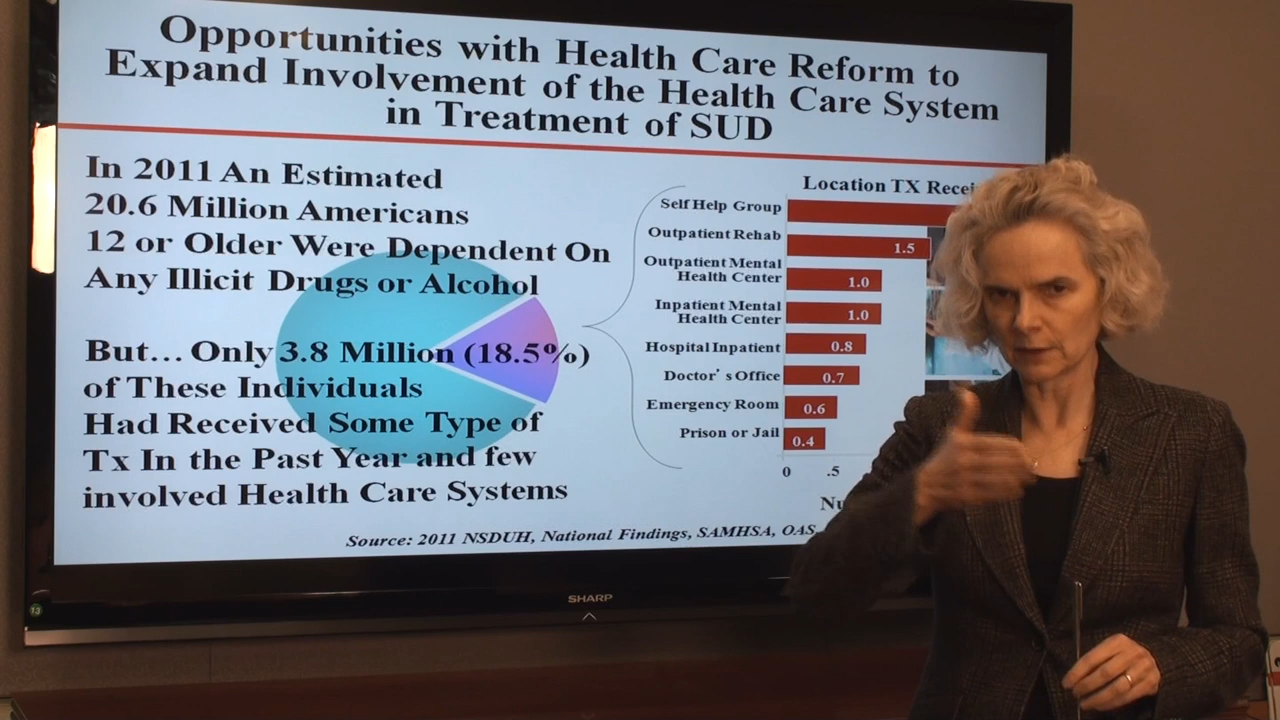 Opportunities with Health Care Reform to
Expand Involvement of the Health Care System
in Treatment of SUD
In 2011 An Estimated
20.6 Million Americans
12 or Older Were Dependent On
Any Illicit Drugs or Alcohol
But... Only 3.8 Million (18.5%)
of These Individuals
Had Received Some Type of
Tx In the Past Year and few
involved Health Care Systems
Location TX
Self Help Group
Outpatient Rehab 1.5
Outpatient Mental
Health Center 1.0
Inpatient Mental
Health Center 1.0
Hospital Inpatient 0.8
Doctor's Office 0.7
Emergency Room 0.6
Prison or Jail 0.4
0 .5
Source: 2011 NSDUH, National Findings, SAMHSA, OAS,
SHARP
13